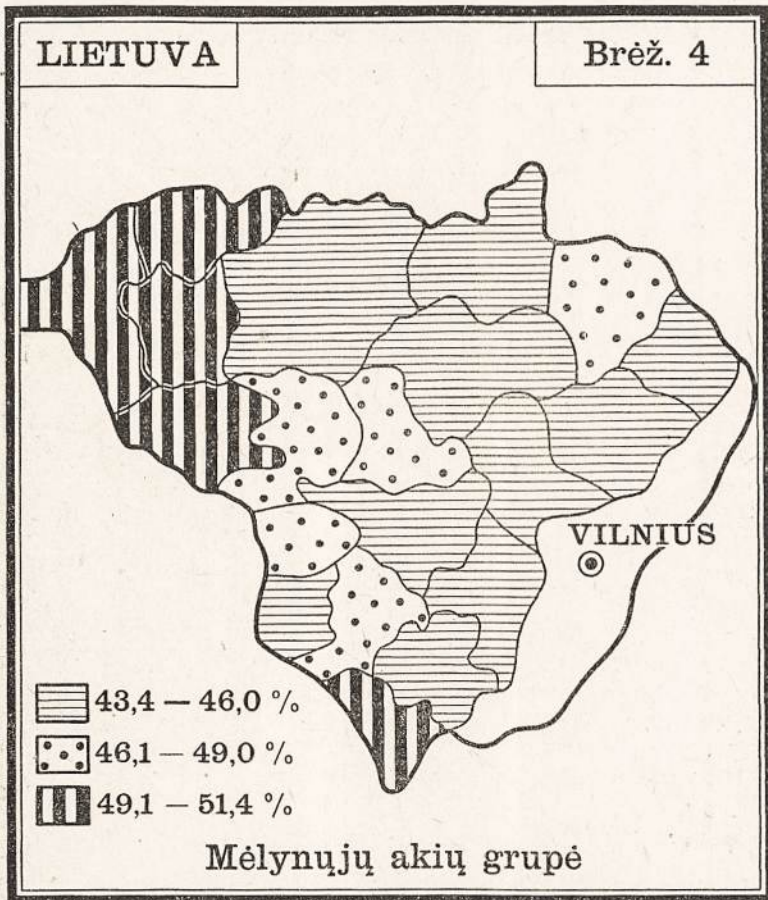 LIETUVA
Brėž. 4
VILNIUS
43,4 — 46,0 %
46,1 — 49,0 %
49,1 — 51,4 %
Mėlynųjų akių grupė